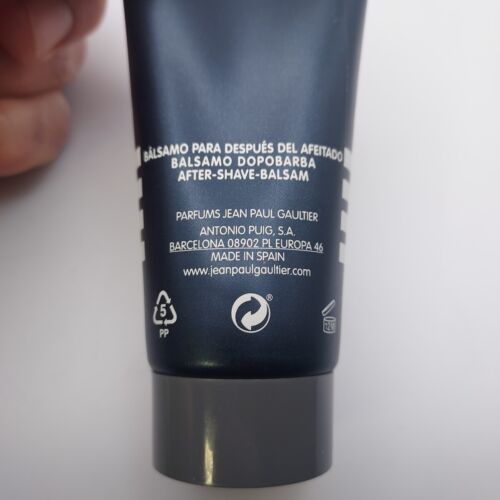 BÁLSAMO PARA DESPUÉS DEL AFEITADO
BALSAMO DOPOBARBA
AFTER-SHAVE-BALSAM
PARFUMS JEAN PAUL GAULTIER
ANTONIO PUIG, S.A.
BARCELONA 08902 PL EUROPA 46
MADE IN SPAIN
www.jeanpaulgaultier.com
5
PP
®
12M